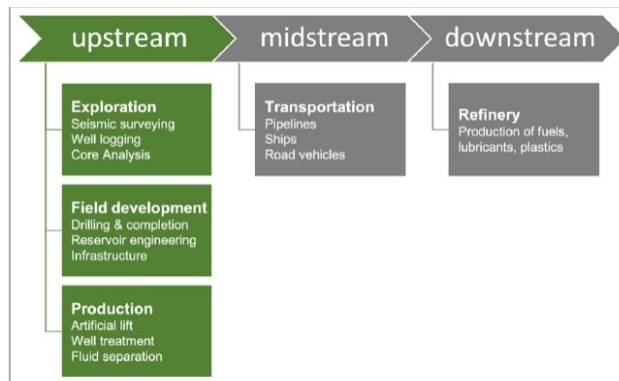 upstream
midstream
downstream
Exploration
Seismic surveying
Well logging
Core Analysis
Field development
Drilling & completion
Reservoir engineering
Infrastructure
Production
Artificial lift
Well treatment
Fluid separation
Transportation
Pipelines
Ships
Road vehicles
Refinery
Production of fuels,
lubricants, plastics